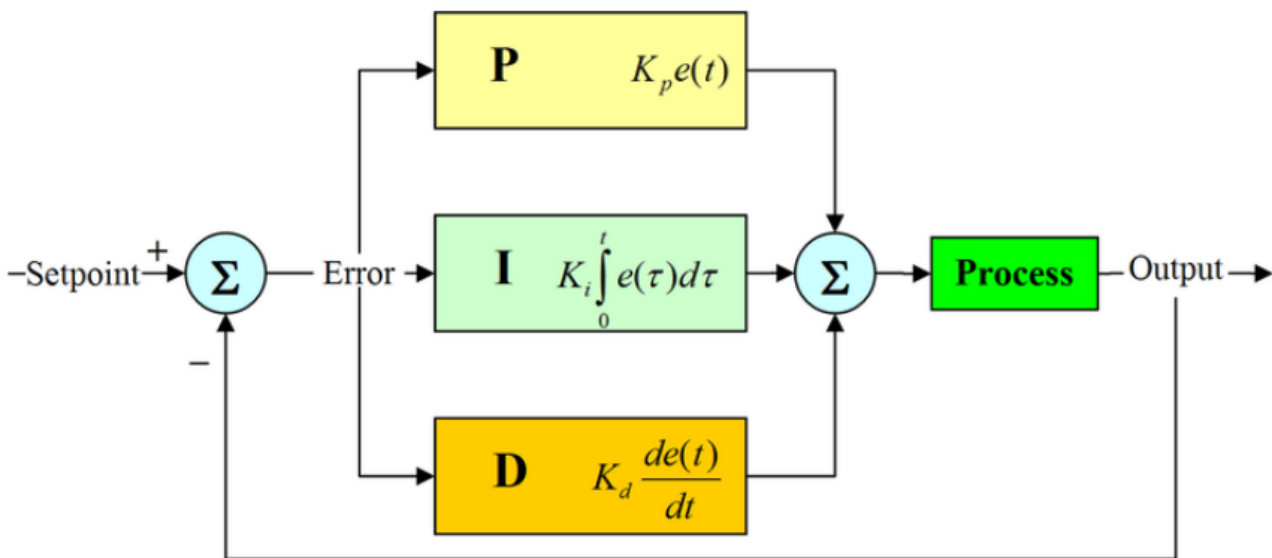 P K_p e(t)
+
–Setpoint
Σ
Error
I K_i ∫_0^t e(τ)dτ
Σ
Process
Output
–
D K_d de(t)/dt